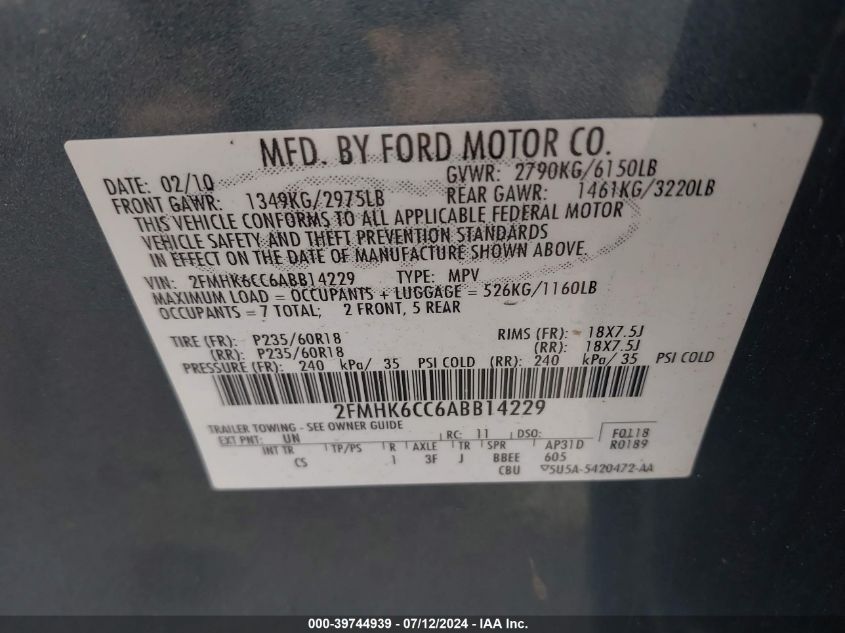 MFD. BY FORD MOTOR CO.
DATE: 02/10 GVWR: 2790KG/6150LB
FRONT GAWR: 1349KG/2975LB REAR GAWR: 1461KG/3220LB
THIS VEHICLE CONFORMS TO ALL APPLICABLE FEDERAL MOTOR
VEHICLE SAFETY AND THEFT PREVENTION STANDARDS
IN EFFECT ON THE DATE OF MANUFACTURE SHOWN ABOVE.
VIN: 2FMHK6CC6ABB14229 TYPE: MPV
MAXIMUM LOAD = OCCUPANTS + LUGGAGE = 526KG/1160LB
OCCUPANTS = 7 TOTAL; 2 FRONT, 5 REAR
TIRE (FR): P235/60R18 RIMS (FR): 18X7.5J
(RR): P235/60R18 (RR): 18X7.5J
PRESSURE (FR): 240 kPa/ 35 PSI COLD (RR): 240 kPa/ 35 PSI COLD
2FMHK6CC6ABB14229
TRAILER TOWING - SEE OWNER GUIDE
EXT PNT: UN RC: 11 DSO: F0118
INT TR TP/PS R AXLE TR SPR AP31D R0189
CS 1 3F J BBEE 605
CBU 5U5A-5420472-AA
000-39744939 - 07/12/2024 - IAA Inc.